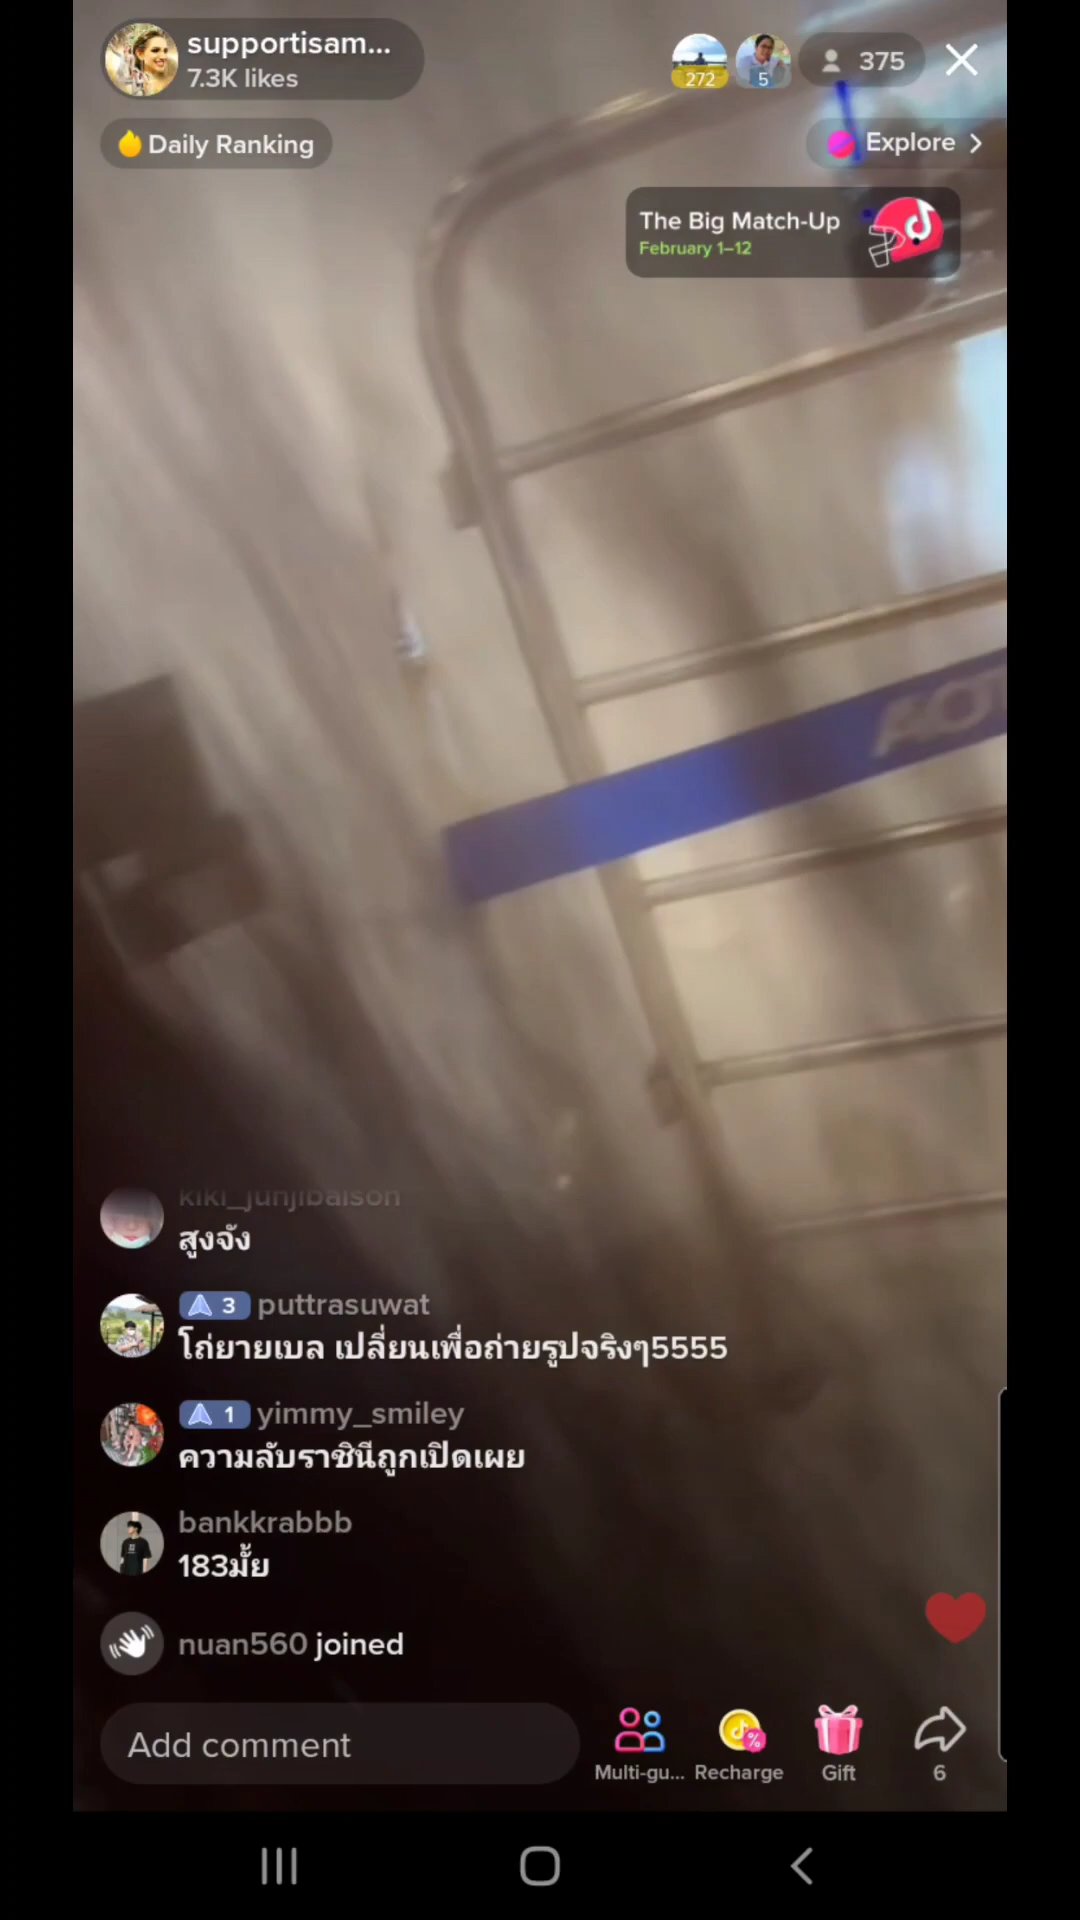 supportisam...
7.3K likes
272
5
375
Daily Ranking
Explore
The Big Match-Up
February 1–12
AOT
kiki_junjibaison
สูงจัง
3 puttrasuwat
โถ่ยายเบล เปลี่ยนเพื่อถ่ายรูปจริงๆ5555
1 yimmy_smiley
ความลับราชินีถูกเปิดเผย
bankkrabbb
183มั้ย
nuan560 joined
Add comment
Multi-gu...
Recharge
Gift
6